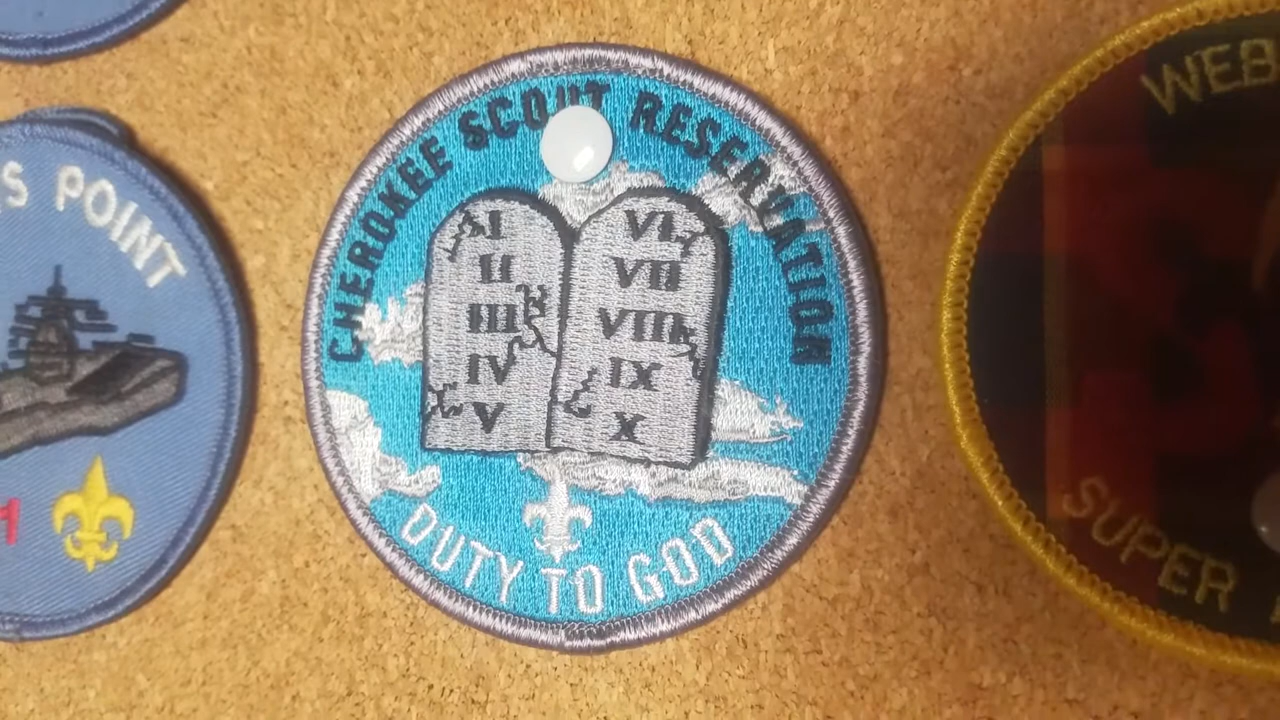 S POINT
H
CHEROKEE SCOUT RESERVATION
I
II
III
IV
V
VI
VII
VIII
IX
X
DUTY TO GOD
WEB
SUPER